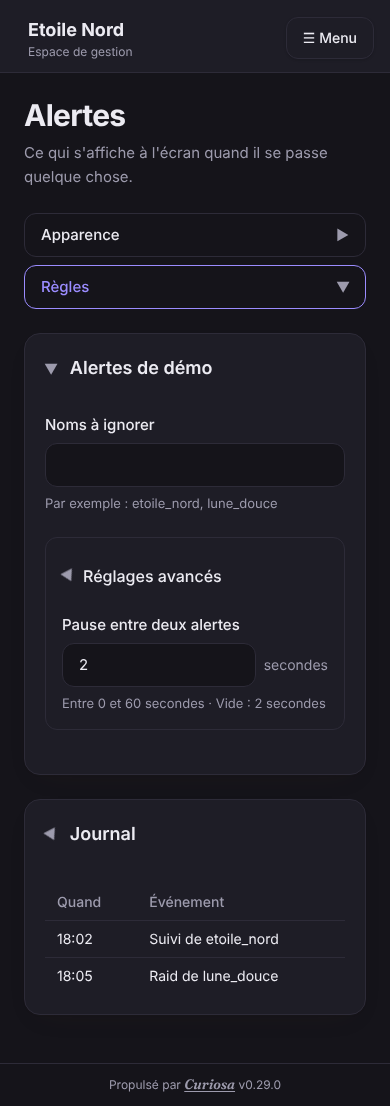 Etoile Nord
Espace de gestion
☰ Menu
Alertes
Ce qui s'affiche à l'écran quand il se passe
quelque chose.
Apparence ▶
Règles ▼
▼ Alertes de démo
Noms à ignorer
Par exemple : etoile_nord, lune_douce
◀ Réglages avancés
Pause entre deux alertes
2 secondes
Entre 0 et 60 secondes · Vide : 2 secondes
◀ Journal
Quand Événement
18:02 Suivi de etoile_nord
18:05 Raid de lune_douce
Propulsé par Curiosa v0.29.0